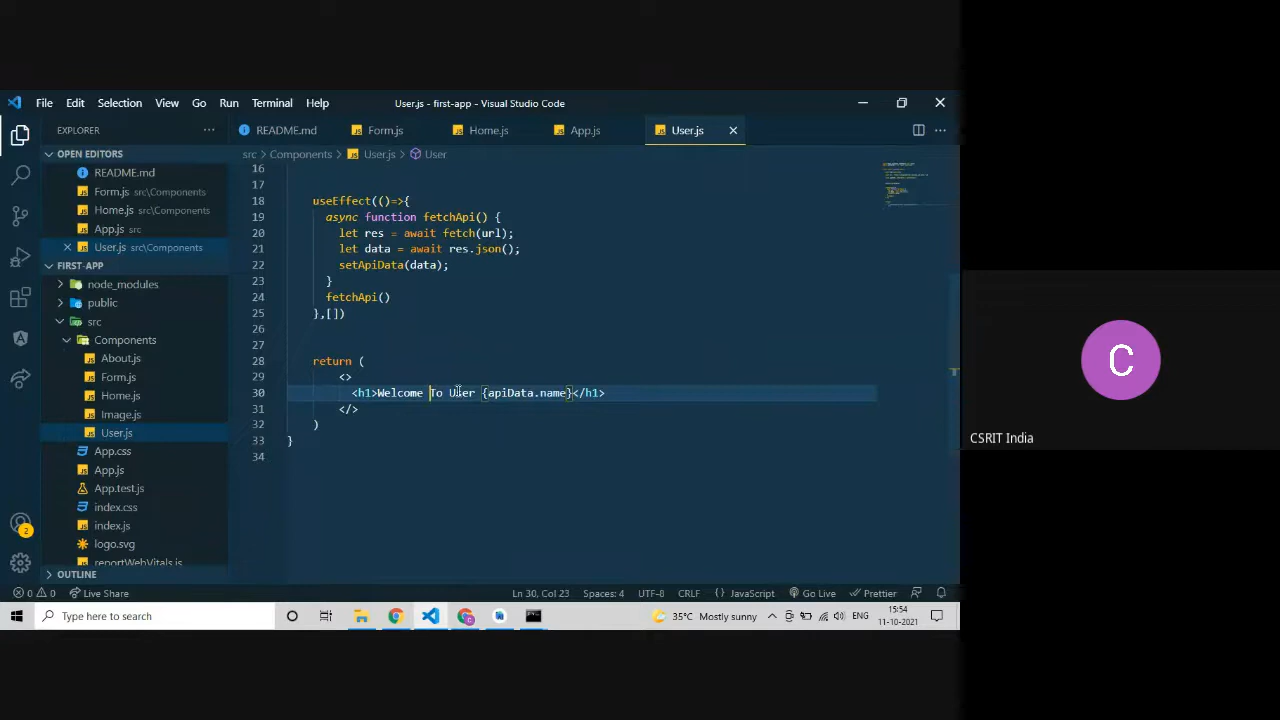 File Edit Selection View Go Run Terminal Help
User.js - first-app - Visual Studio Code
EXPLORER
README.md
Form.js
Home.js
App.js
User.js
OPEN EDITORS
README.md
Form.js src\Components
Home.js src\Components
App.js src
User.js src\Components
FIRST-APP
node_modules
public
src
Components
About.js
Form.js
Home.js
Image.js
User.js
App.css
App.js
App.test.js
index.css
index.js
logo.svg
reportWebVitals.js
OUTLINE
src > Components > User.js > User
16
17
18 useEffect(()=>{
19 async function fetchApi() {
20 let res = await fetch(url);
21 let data = await res.json();
22 setApiData(data);
23 }
24 fetchApi()
25 },[])
26
27
28 return (
29 <>
30 <h1>Welcome To User {apiData.name}</h1>
31 </>
32 )
33 }
34
2
0 0 Live Share
Ln 30, Col 23 Spaces: 4 UTF-8 CRLF {} JavaScript Go Live Prettier
Type here to search
35°C Mostly sunny
ENG
15:54
11-10-2021
C
CSRIT India